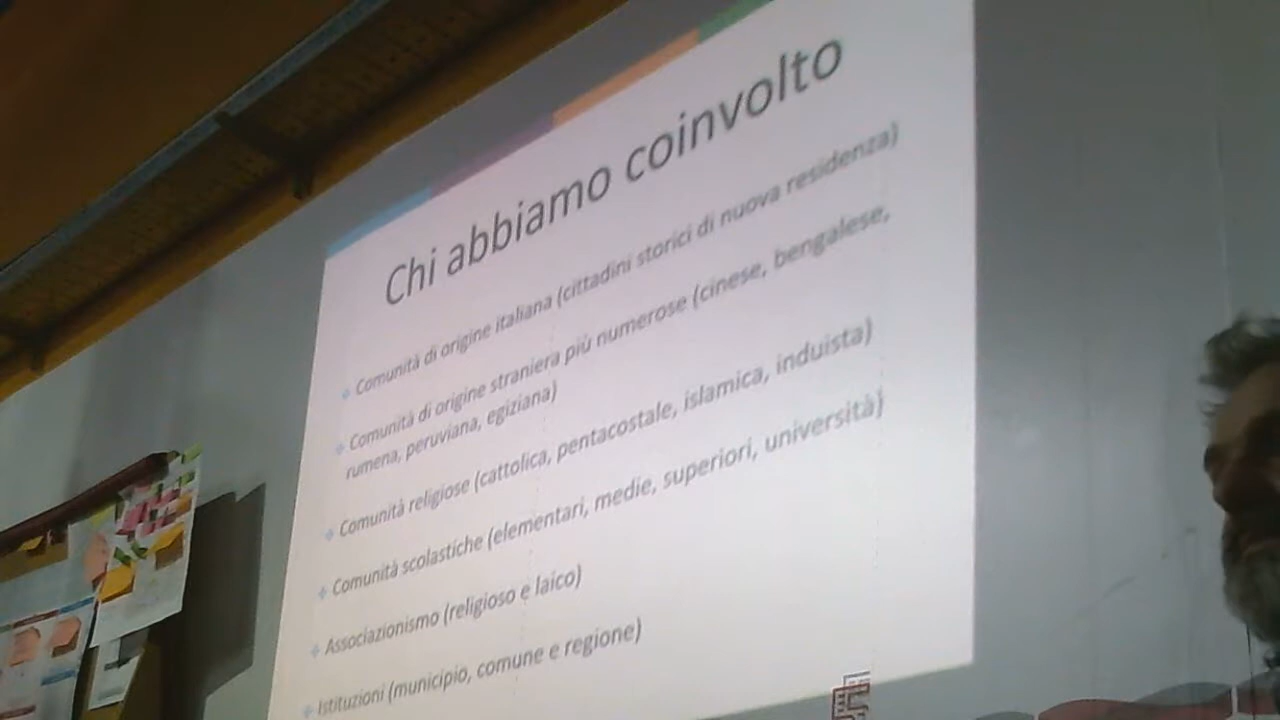 Chi abbiamo coinvolto
Comunità di origine italiana (cittadini storici di nuova residenza)
Comunità di origine straniera più numerose (cinese, bengalese,
rumena, peruviana, egiziana)
Comunità religiose (cattolica, pentacostale, islamica, induista)
Comunità scolastiche (elementari, medie, superiori, università)
Associazionismo (religioso e laico)
Istituzioni (municipio, comune e regione)